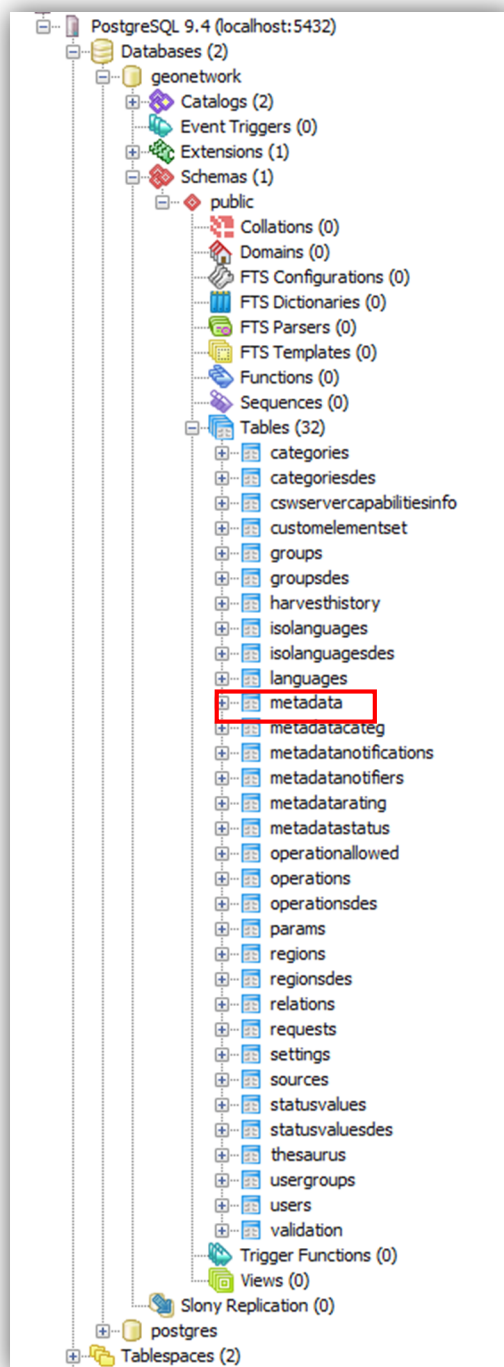 PostgreSQL 9.4 (localhost:5432)
Databases (2)
geonetwork
Catalogs (2)
Event Triggers (0)
Extensions (1)
Schemas (1)
public
Collations (0)
Domains (0)
FTS Configurations (0)
FTS Dictionaries (0)
FTS Parsers (0)
FTS Templates (0)
Functions (0)
Sequences (0)
Tables (32)
categories
categoriesdes
cswservercapabilitiesinfo
customelementset
groups
groupsdes
harvesthistory
isolanguages
isolanguagesdes
languages
metadata
metadatacateg
metadatanotifications
metadatanotifiers
metadatarating
metadatastatus
operationallowed
operations
operationsdes
params
regions
regionsdes
relations
requests
settings
sources
statusvalues
statusvaluesdes
thesaurus
usergroups
users
validation
Trigger Functions (0)
Views (0)
Slony Replication (0)
postgres
Tablespaces (2)